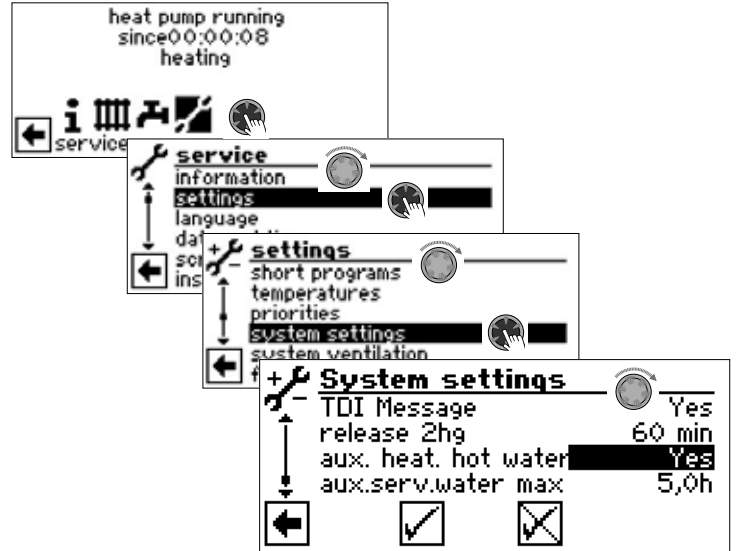 heat pump running
since00:00:08
heating
service
service
information
settings
language
settings
short programs
temperatures
priorities
system settings
system ventilation
System settings
TDI Message Yes
release 2hg 60 min
aux. heat. hot water Yes
aux.serv.water max 5,0h